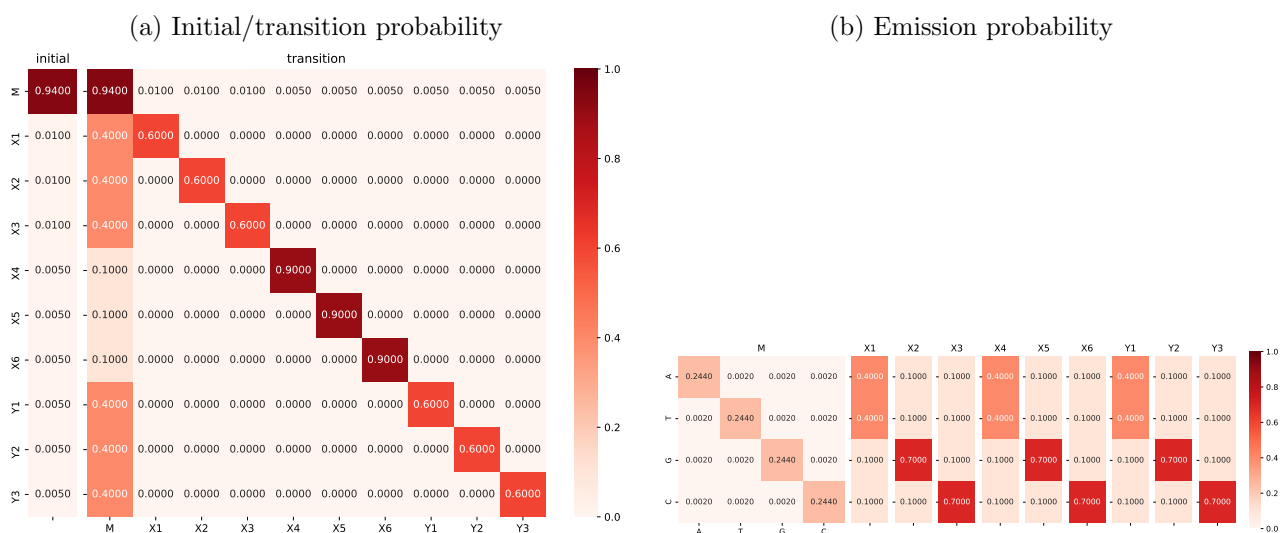 (a) Initial/transition probability
initial transition
M 0.9400 0.9400 0.0100 0.0100 0.0100 0.0050 0.0050 0.0050 0.0050 0.0050 0.0050
X1 0.0100 0.4000 0.6000 0.0000 0.0000 0.0000 0.0000 0.0000 0.0000 0.0000 0.0000
X2 0.0100 0.4000 0.0000 0.6000 0.0000 0.0000 0.0000 0.0000 0.0000 0.0000 0.0000
X3 0.0100 0.4000 0.0000 0.0000 0.6000 0.0000 0.0000 0.0000 0.0000 0.0000 0.0000
X4 0.0050 0.1000 0.0000 0.0000 0.0000 0.9000 0.0000 0.0000 0.0000 0.0000 0.0000
X5 0.0050 0.1000 0.0000 0.0000 0.0000 0.0000 0.9000 0.0000 0.0000 0.0000 0.0000
X6 0.0050 0.1000 0.0000 0.0000 0.0000 0.0000 0.0000 0.9000 0.0000 0.0000 0.0000
Y1 0.0050 0.4000 0.0000 0.0000 0.0000 0.0000 0.0000 0.0000 0.6000 0.0000 0.0000
Y2 0.0050 0.4000 0.0000 0.0000 0.0000 0.0000 0.0000 0.0000 0.0000 0.6000 0.0000
Y3 0.0050 0.4000 0.0000 0.0000 0.0000 0.0000 0.0000 0.0000 0.0000 0.0000 0.6000
M X1 X2 X3 X4 X5 X6 Y1 Y2 Y3
1.0
0.8
0.6
0.4
0.2
0.0
(b) Emission probability
M X1 X2 X3 X4 X5 X6 Y1 Y2 Y3
A 0.2440 0.0020 0.0020 0.0020 0.4000 0.1000 0.1000 0.4000 0.1000 0.1000 0.4000 0.1000 0.1000
T 0.0020 0.2440 0.0020 0.0020 0.4000 0.1000 0.1000 0.4000 0.1000 0.1000 0.4000 0.1000 0.1000
G 0.0020 0.0020 0.2440 0.0020 0.1000 0.7000 0.1000 0.1000 0.7000 0.1000 0.1000 0.7000 0.1000
C 0.0020 0.0020 0.0020 0.2440 0.1000 0.1000 0.7000 0.1000 0.1000 0.7000 0.1000 0.1000 0.7000
A T G C
1.0
0.8
0.6
0.4
0.2
0.0